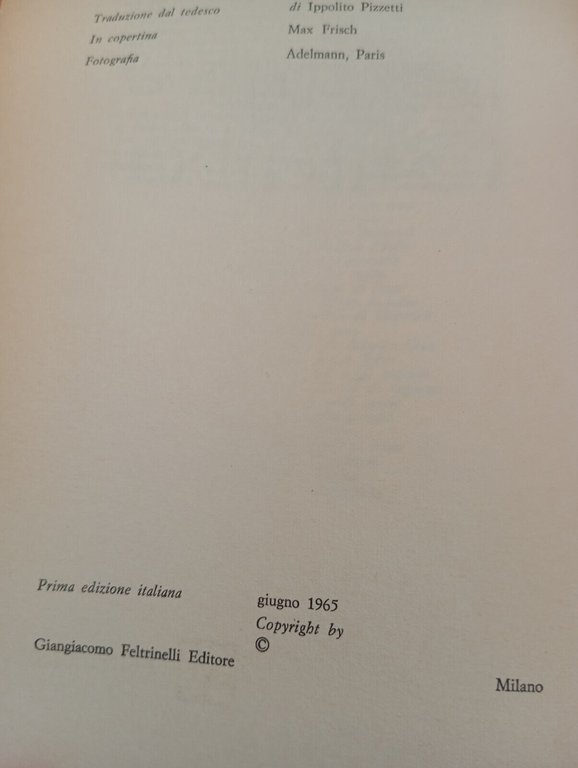 Traduzione dal tedesco di Ippolito Pizzetti
In copertina Max Frisch
Fotografia Adelmann, Paris
Prima edizione italiana giugno 1965
Copyright by
Giangiacomo Feltrinelli Editore ©
Milano